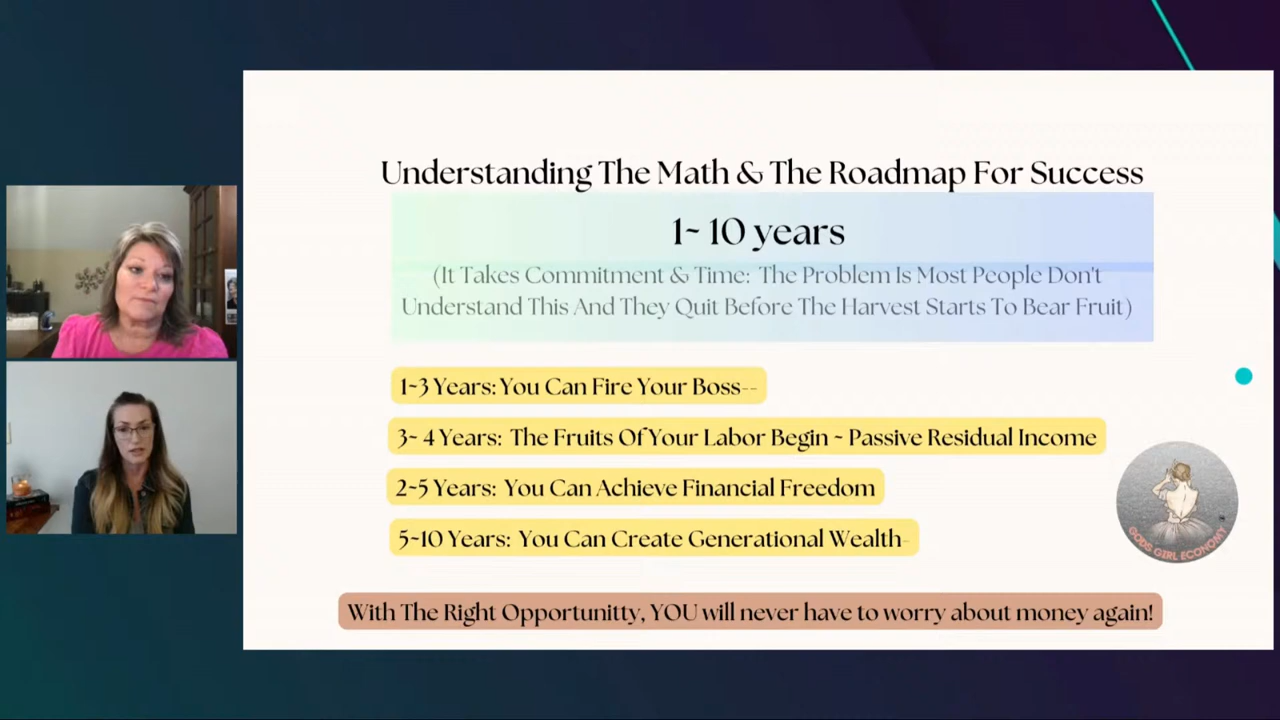 Understanding The Math & The Roadmap For Success
1~ 10 years
(It Takes Commitment & Time: The Problem Is Most People Don't
Understand This And They Quit Before The Harvest Starts To Bear Fruit)
1~3 Years: You Can Fire Your Boss--
3~ 4 Years: The Fruits Of Your Labor Begin ~ Passive Residual Income
2~5 Years: You Can Achieve Financial Freedom
5~10 Years: You Can Create Generational Wealth-
GODS GIRL ECONOMY
With The Right Opportunitty, YOU will never have to worry about money again!